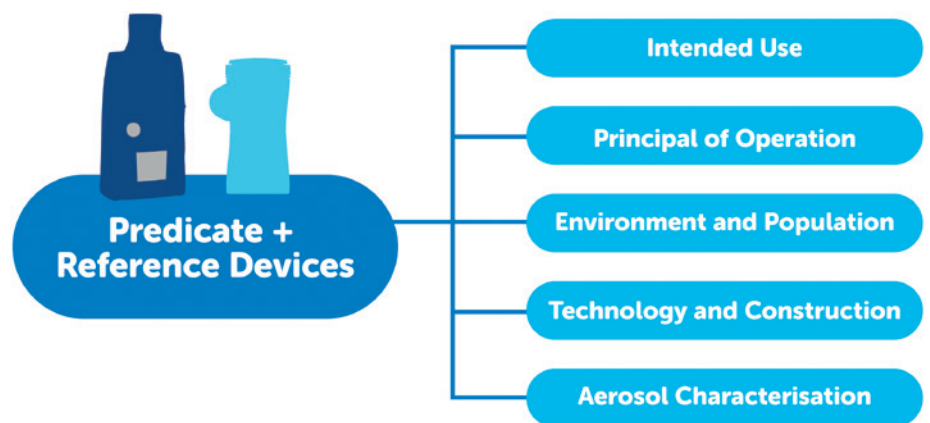 Predicate +
Reference Devices
Intended Use
Principal of Operation
Environment and Population
Technology and Construction
Aerosol Characterisation